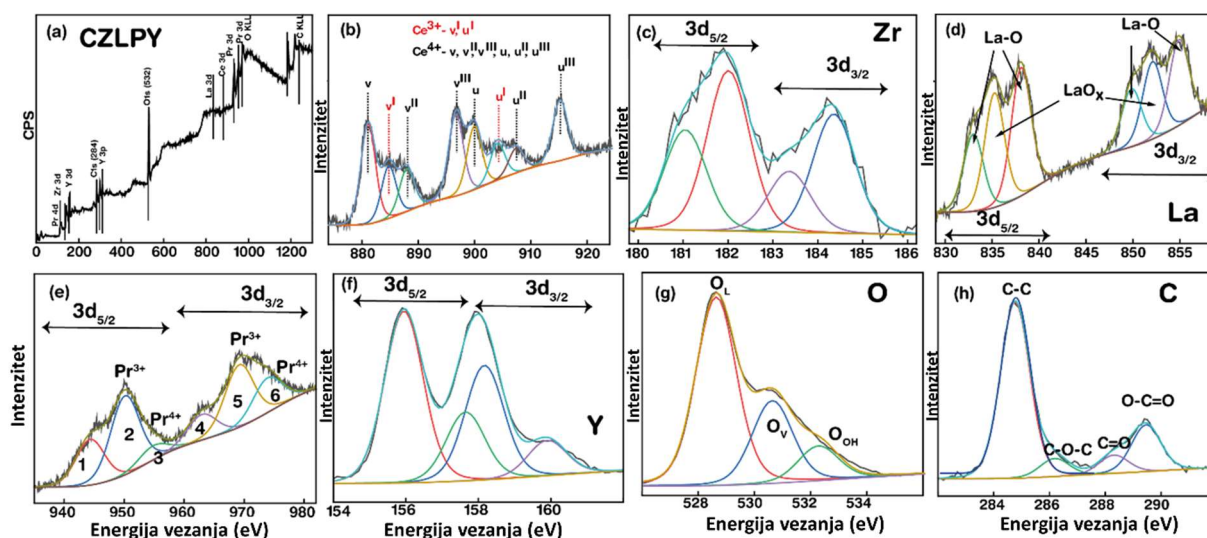 (a) CZLPY
CPS
Pr 4d
Zr 3d
Y 3d
C1s (284)
Y 3p
O1s (532)
La 3d
Ce 3d
Pr 3d
Pr 3d
O KLL
C KLL
0 200 400 600 800 1000 1200
(b) Ce³⁺- v, vᴵ, uᴵ
Ce⁴⁺- v, vᴵᴵ, vᴵᴵᴵ, u, uᴵᴵ, uᴵᴵᴵ
Intenzitet
v vᴵ vᴵᴵ vᴵᴵᴵ u uᴵ uᴵᴵ uᴵᴵᴵ
880 890 900 910 920
(c) 3d₅/₂ Zr
3d₃/₂
Intenzitet
180 181 182 183 184 185 186
(d) La-O La-O
LaOₓ
3d₃/₂
3d₅/₂ La
Intenzitet
830 835 840 845 850 855
(e) 3d₅/₂ 3d₃/₂
Pr³⁺ Pr⁴⁺ Pr³⁺ Pr⁴⁺
1 2 3 4 5 6
Intenzitet
940 950 960 970 980
Energija vezanja (eV)
(f) 3d₅/₂ 3d₃/₂
Y
Intenzitet
154 156 158 160
Energija vezanja (eV)
(g) O_L O
O_V O_OH
Intenzitet
528 530 532 534
Energija vezanja (eV)
(h) C-C C
O-C=O
C-O-C C=O
Intenzitet
284 286 288 290
Energija vezanja (eV)